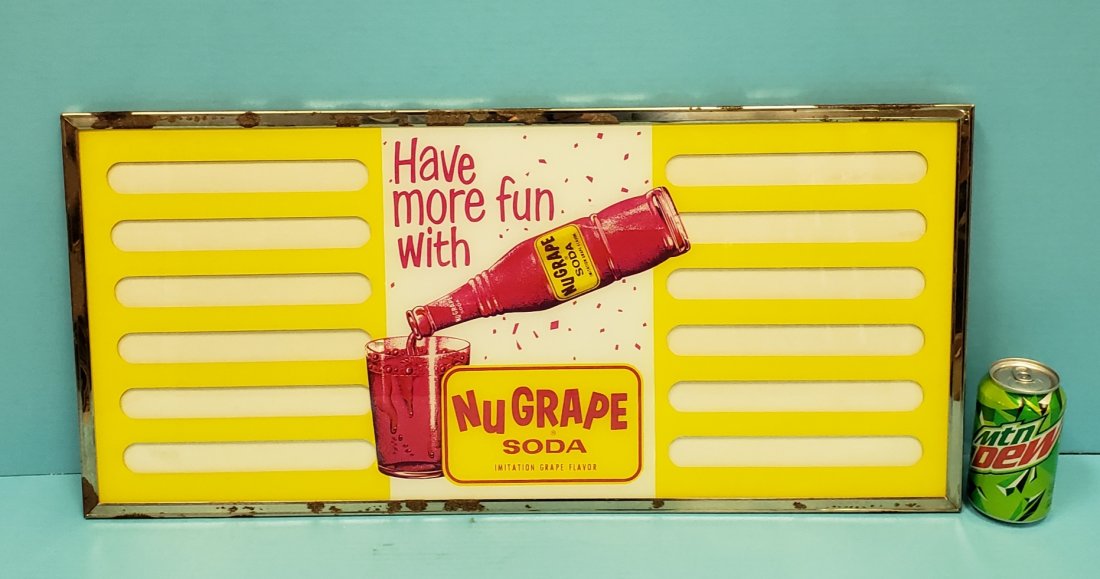 Have
more fun
with
NUGRAPE
SODA
NUGRAPE
SODA
IMITATION GRAPE FLAVOR
mtn
DEW